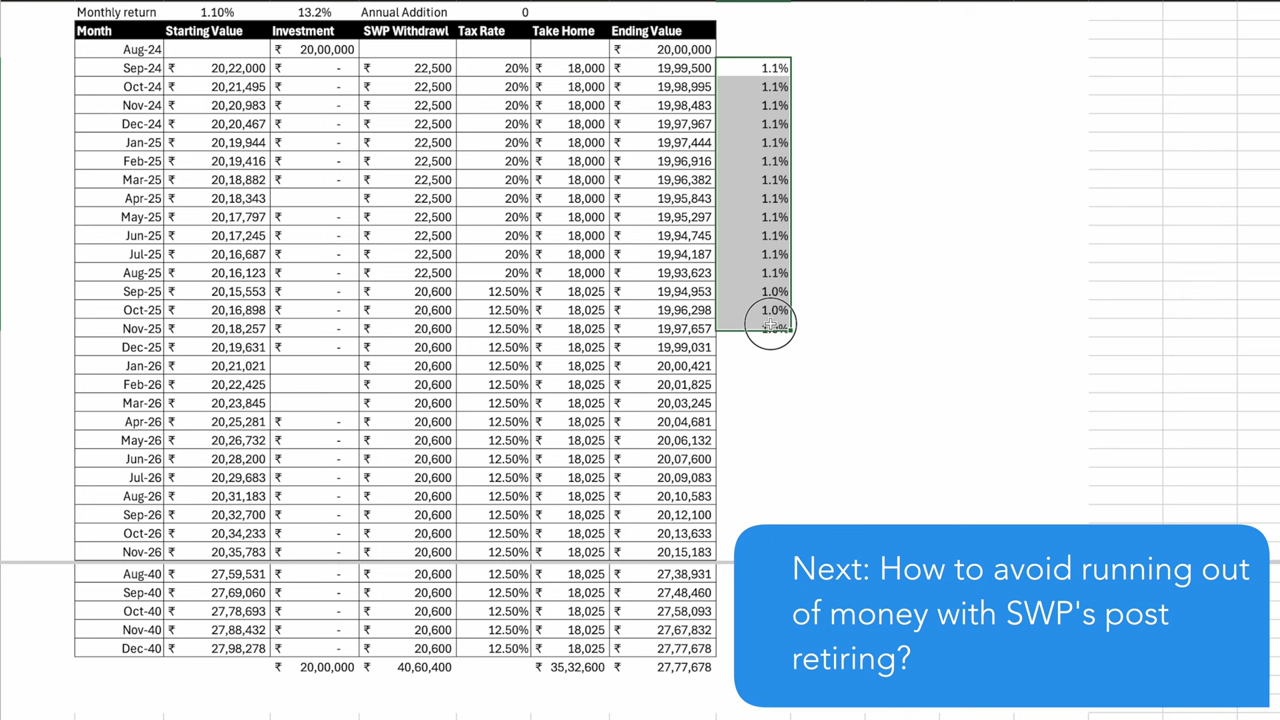 Monthly return 1.10% 13.2% Annual Addition 0
Month Starting Value Investment SWP Withdrawl Tax Rate Take Home Ending Value
Aug-24 ₹ 20,00,000 ₹ 20,00,000
Sep-24 ₹ 20,22,000 ₹ - ₹ 22,500 20% ₹ 18,000 ₹ 19,99,500 1.1%
Oct-24 ₹ 20,21,495 ₹ - ₹ 22,500 20% ₹ 18,000 ₹ 19,98,995 1.1%
Nov-24 ₹ 20,20,983 ₹ - ₹ 22,500 20% ₹ 18,000 ₹ 19,98,483 1.1%
Dec-24 ₹ 20,20,467 ₹ - ₹ 22,500 20% ₹ 18,000 ₹ 19,97,967 1.1%
Jan-25 ₹ 20,19,944 ₹ - ₹ 22,500 20% ₹ 18,000 ₹ 19,97,444 1.1%
Feb-25 ₹ 20,19,416 ₹ - ₹ 22,500 20% ₹ 18,000 ₹ 19,96,916 1.1%
Mar-25 ₹ 20,18,882 ₹ - ₹ 22,500 20% ₹ 18,000 ₹ 19,96,382 1.1%
Apr-25 ₹ 20,18,343 ₹ 22,500 20% ₹ 18,000 ₹ 19,95,843 1.1%
May-25 ₹ 20,17,797 ₹ - ₹ 22,500 20% ₹ 18,000 ₹ 19,95,297 1.1%
Jun-25 ₹ 20,17,245 ₹ - ₹ 22,500 20% ₹ 18,000 ₹ 19,94,745 1.1%
Jul-25 ₹ 20,16,687 ₹ - ₹ 22,500 20% ₹ 18,000 ₹ 19,94,187 1.1%
Aug-25 ₹ 20,16,123 ₹ - ₹ 22,500 20% ₹ 18,000 ₹ 19,93,623 1.1%
Sep-25 ₹ 20,15,553 ₹ - ₹ 20,600 12.50% ₹ 18,025 ₹ 19,94,953 1.0%
Oct-25 ₹ 20,16,898 ₹ - ₹ 20,600 12.50% ₹ 18,025 ₹ 19,96,298 1.0%
Nov-25 ₹ 20,18,257 ₹ - ₹ 20,600 12.50% ₹ 18,025 ₹ 19,97,657
Dec-25 ₹ 20,19,631 ₹ - ₹ 20,600 12.50% ₹ 18,025 ₹ 19,99,031
Jan-26 ₹ 20,21,021 ₹ 20,600 12.50% ₹ 18,025 ₹ 20,00,421
Feb-26 ₹ 20,22,425 ₹ 20,600 12.50% ₹ 18,025 ₹ 20,01,825
Mar-26 ₹ 20,23,845 ₹ 20,600 12.50% ₹ 18,025 ₹ 20,03,245
Apr-26 ₹ 20,25,281 ₹ - ₹ 20,600 12.50% ₹ 18,025 ₹ 20,04,681
May-26 ₹ 20,26,732 ₹ - ₹ 20,600 12.50% ₹ 18,025 ₹ 20,06,132
Jun-26 ₹ 20,28,200 ₹ - ₹ 20,600 12.50% ₹ 18,025 ₹ 20,07,600
Jul-26 ₹ 20,29,683 ₹ - ₹ 20,600 12.50% ₹ 18,025 ₹ 20,09,083
Aug-26 ₹ 20,31,183 ₹ - ₹ 20,600 12.50% ₹ 18,025 ₹ 20,10,583
Sep-26 ₹ 20,32,700 ₹ - ₹ 20,600 12.50% ₹ 18,025 ₹ 20,12,100
Oct-26 ₹ 20,34,233 ₹ - ₹ 20,600 12.50% ₹ 18,025 ₹ 20,13,633
Nov-26 ₹ 20,35,783 ₹ - ₹ 20,600 12.50% ₹ 18,025 ₹ 20,15,183
Aug-40 ₹ 27,59,531 ₹ - ₹ 20,600 12.50% ₹ 18,025 ₹ 27,38,931
Sep-40 ₹ 27,69,060 ₹ - ₹ 20,600 12.50% ₹ 18,025 ₹ 27,48,460
Oct-40 ₹ 27,78,693 ₹ - ₹ 20,600 12.50% ₹ 18,025 ₹ 27,58,093
Nov-40 ₹ 27,88,432 ₹ - ₹ 20,600 12.50% ₹ 18,025 ₹ 27,67,832
Dec-40 ₹ 27,98,278 ₹ - ₹ 20,600 12.50% ₹ 18,025 ₹ 27,77,678
₹ 20,00,000 ₹ 40,60,400 ₹ 35,32,600 ₹ 27,77,678
Next: How to avoid running out
of money with SWP's post
retiring?